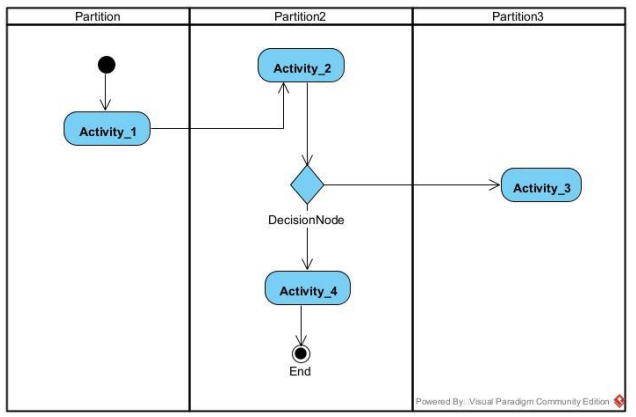 Partition
Partition2
Partition3
Activity_2
Activity_1
Activity_3
DecisionNode
Activity_4
End
Powered By: Visual Paradigm Community Edition